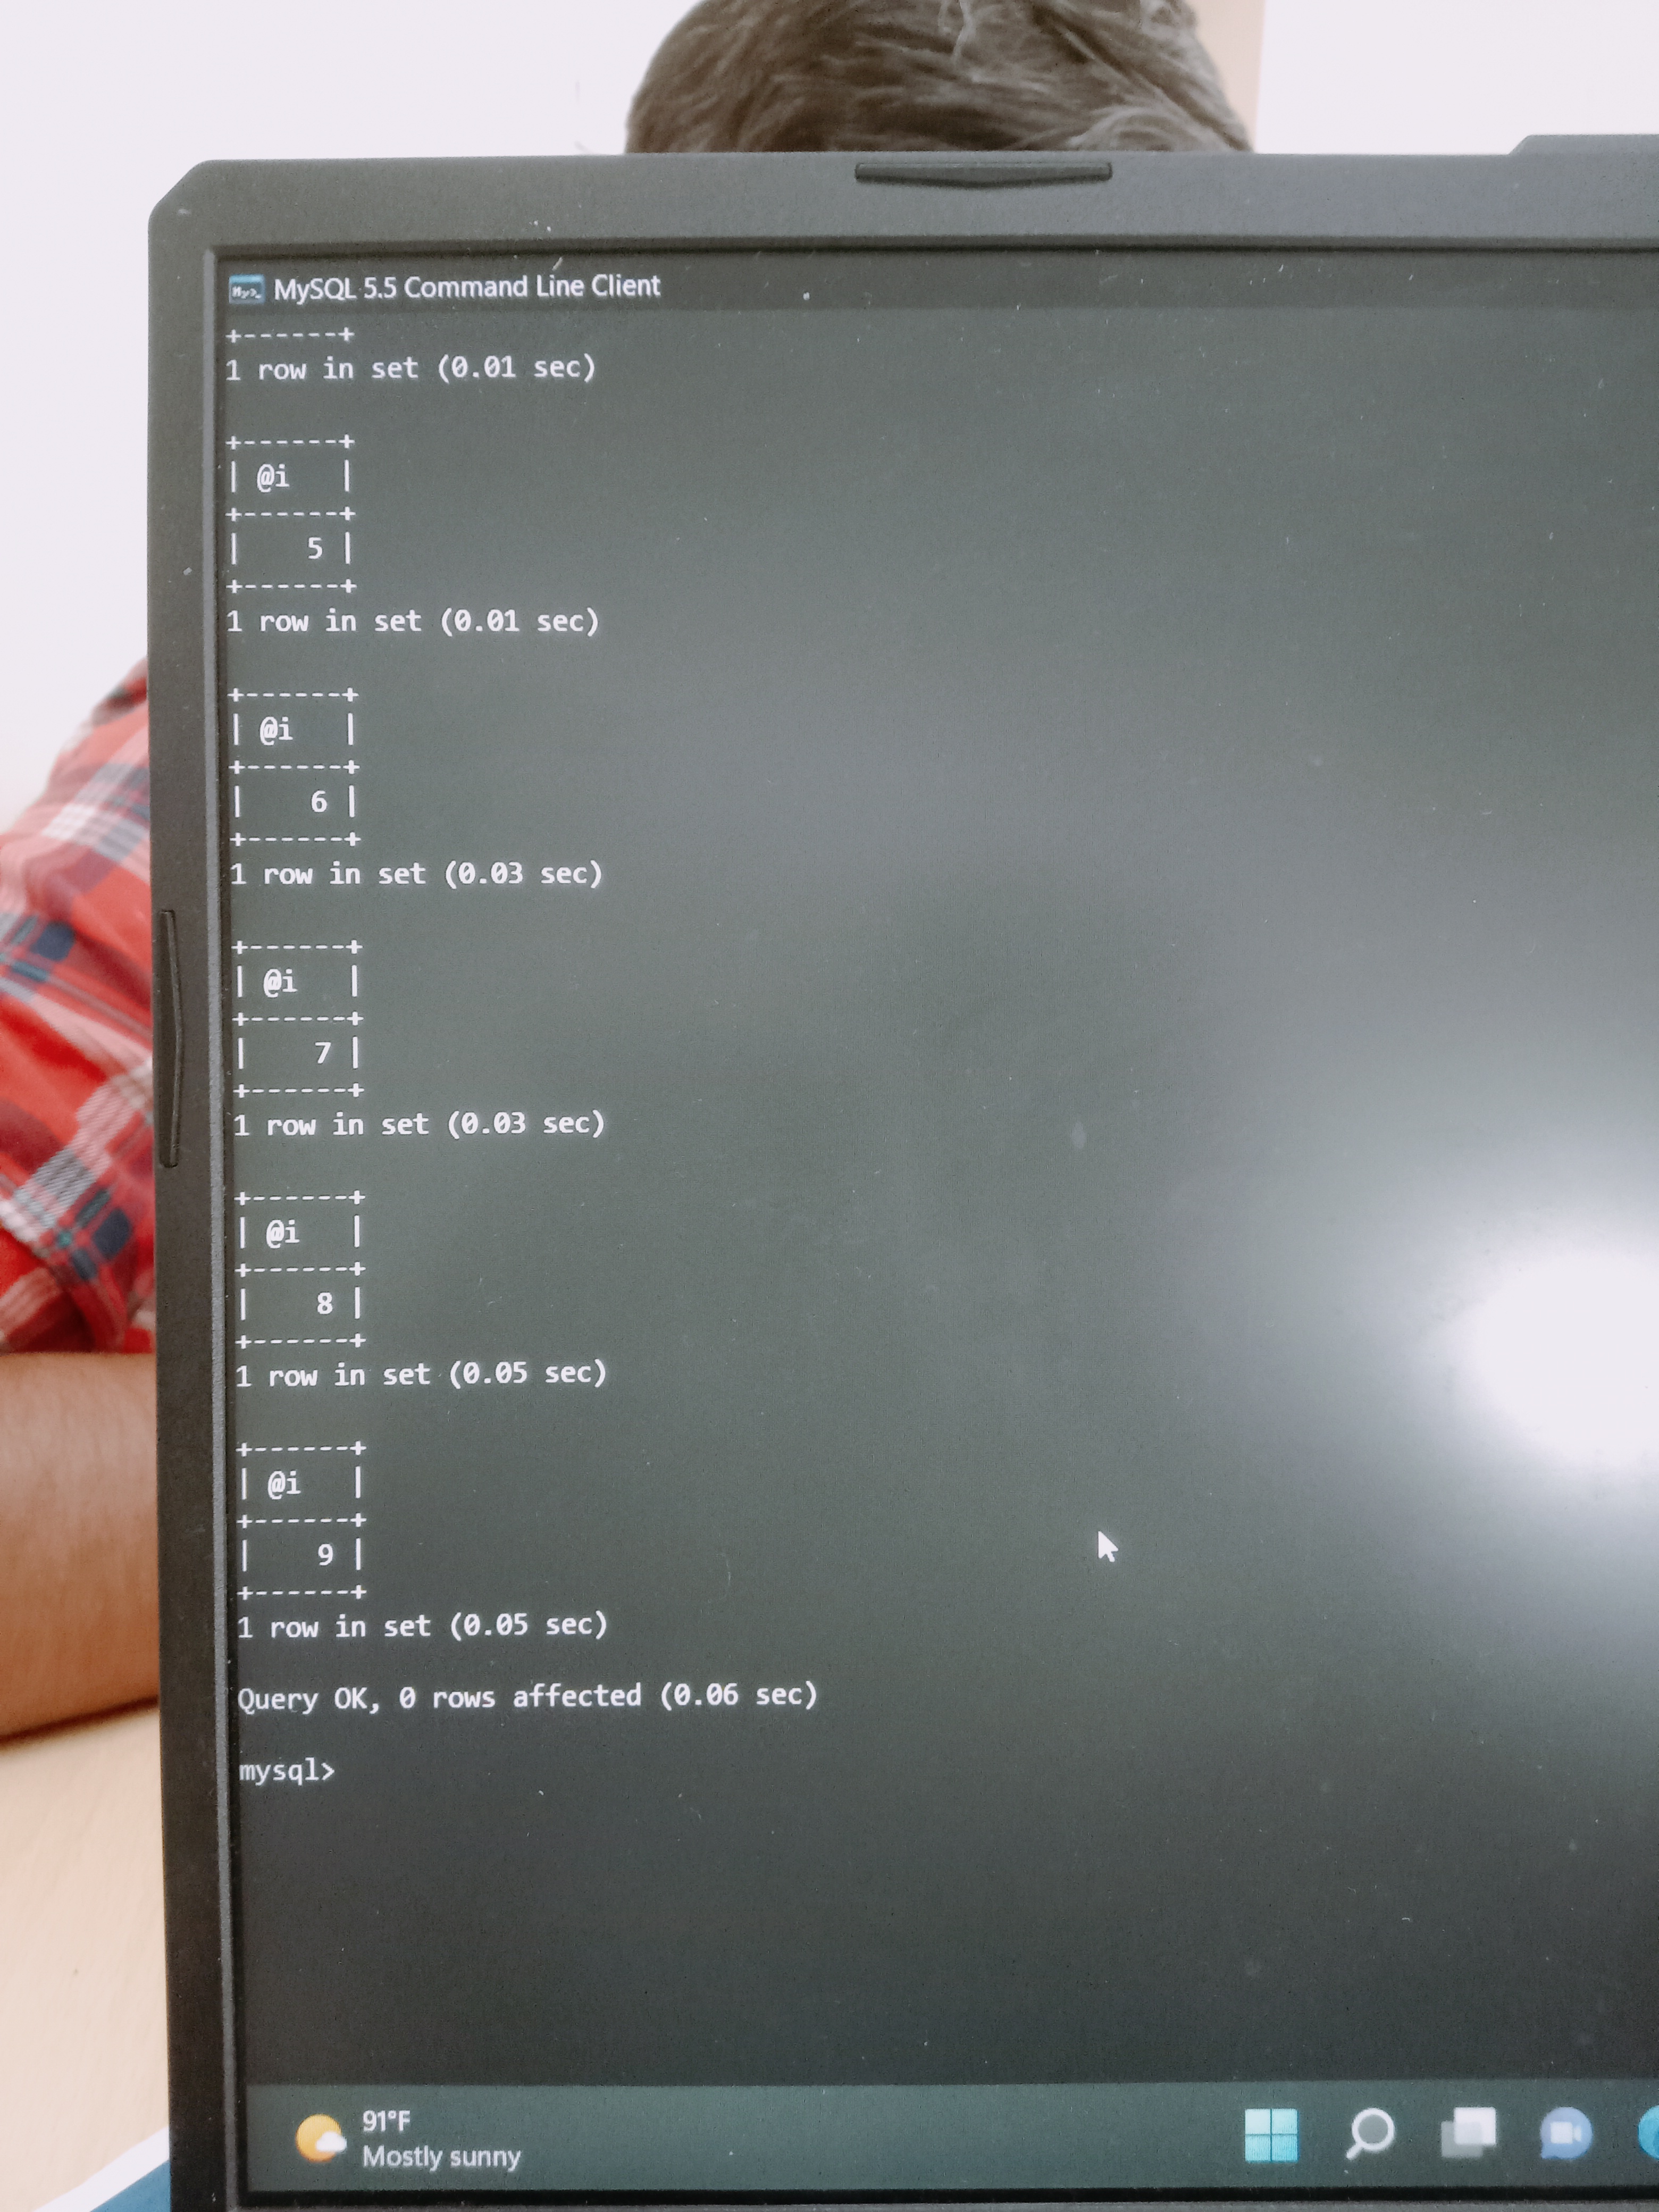 MySQL 5.5 Command Line Client
+------+
1 row in set (0.01 sec)
+------+
| @i   |
+------+
|    5 |
+------+
1 row in set (0.01 sec)
+------+
| @i   |
+------+
|    6 |
+------+
1 row in set (0.03 sec)
+------+
| @i   |
+------+
|    7 |
+------+
1 row in set (0.03 sec)
+------+
| @i   |
+------+
|    8 |
+------+
1 row in set (0.05 sec)
+------+
| @i   |
+------+
|    9 |
+------+
1 row in set (0.05 sec)
Query OK, 0 rows affected (0.06 sec)
mysql>
91°F
Mostly sunny